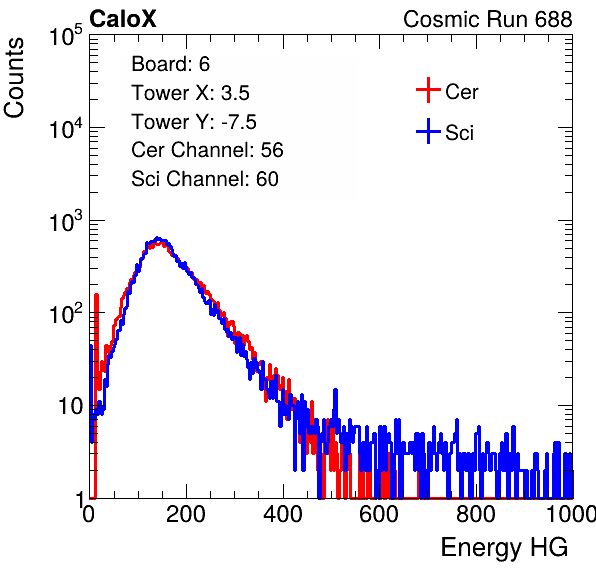 CaloX Cosmic Run 688
Counts
10^5
10^4
10^3
10^2
10
1
Board: 6
Tower X: 3.5
Tower Y: -7.5
Cer Channel: 56
Sci Channel: 60
Cer
Sci
0 200 400 600 800 1000
Energy HG